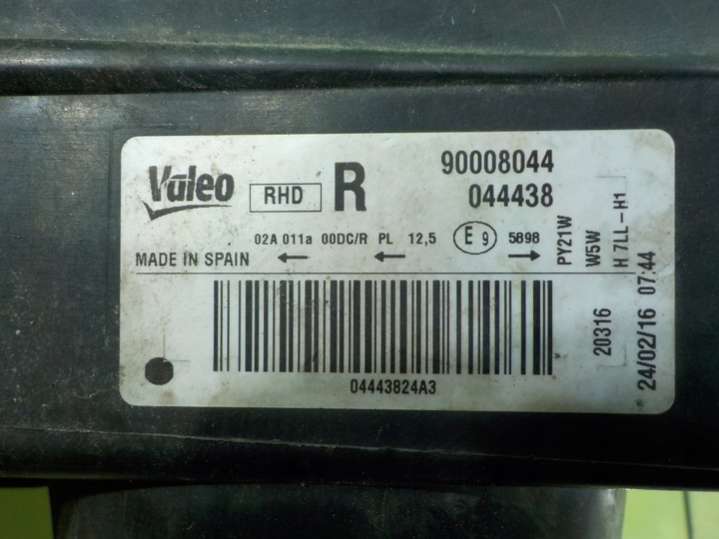 Valeo RHD R 90008044
044438
02A 011a 00DC/R PL 12,5 E 9 5898
MADE IN SPAIN
04443824A3
PY21W
W5W
H 7LL-H1
20316
24/02/16 07:44